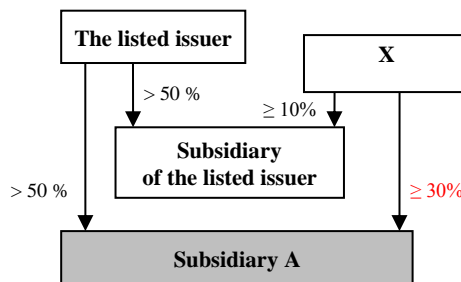 The listed issuer
X
> 50 %
≥ 10%
Subsidiary
of the listed issuer
> 50 %
≥ 30%
Subsidiary A